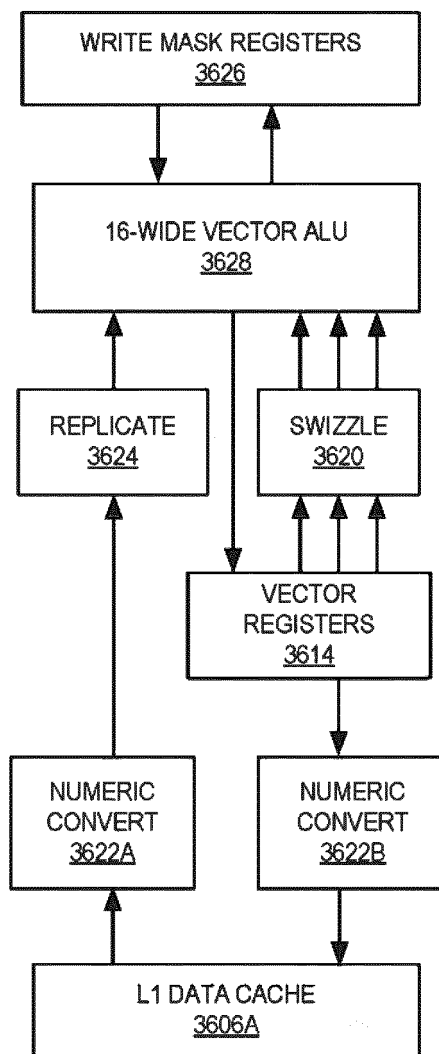 WRITE MASK REGISTERS
3626
16-WIDE VECTOR ALU
3628
REPLICATE
3624
SWIZZLE
3620
VECTOR
REGISTERS
3614
NUMERIC
CONVERT
3622A
NUMERIC
CONVERT
3622B
L1 DATA CACHE
3606A